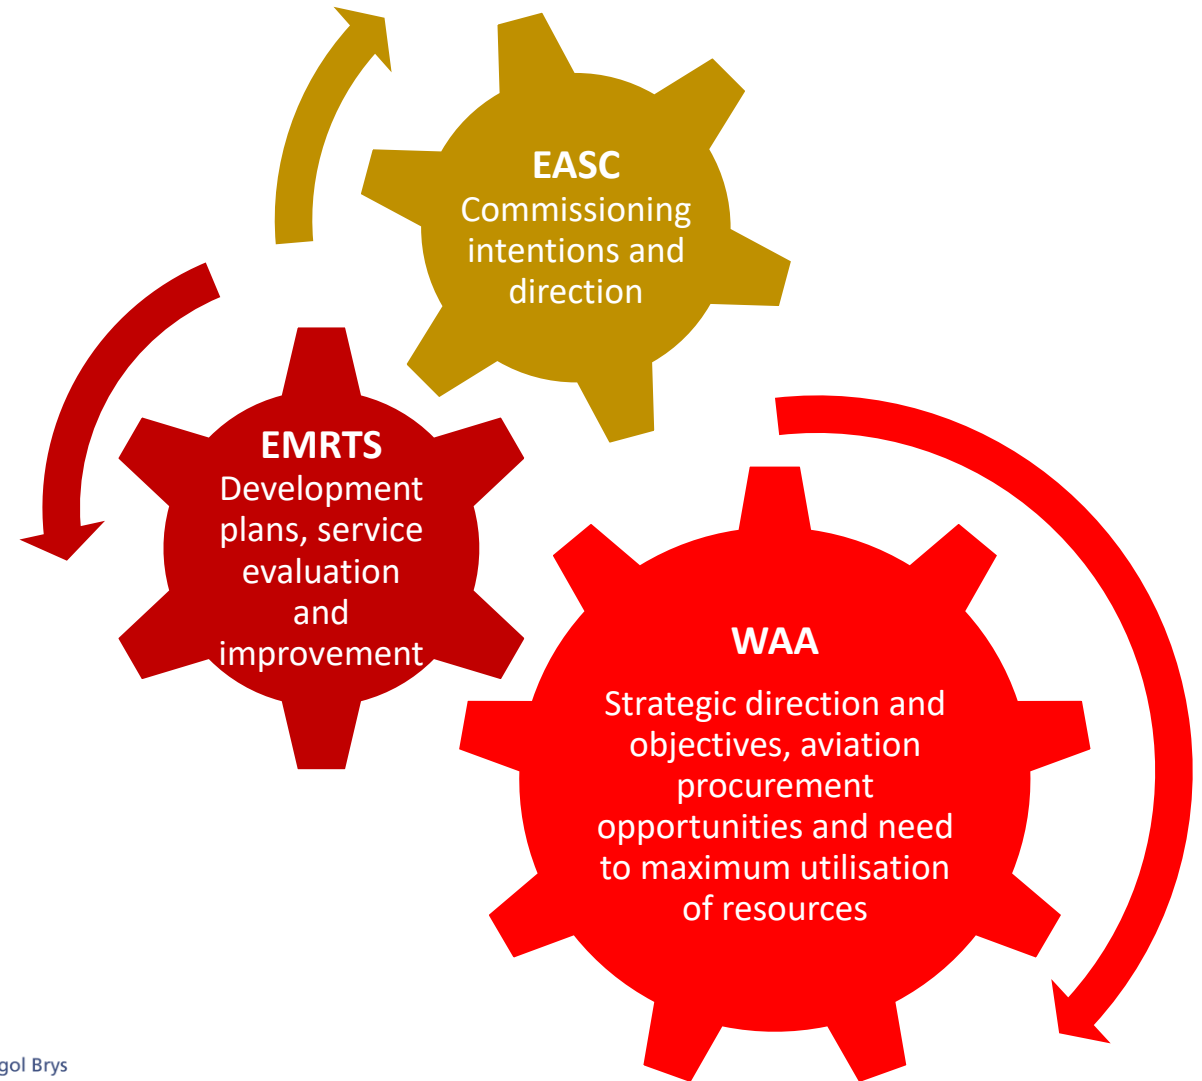 EASC
Commissioning
intentions and
direction
EMRTS
Development
plans, service
evaluation
and
improvement
WAA
Strategic direction and
objectives, aviation
procurement
opportunities and need
to maximum utilisation
of resources
Brys